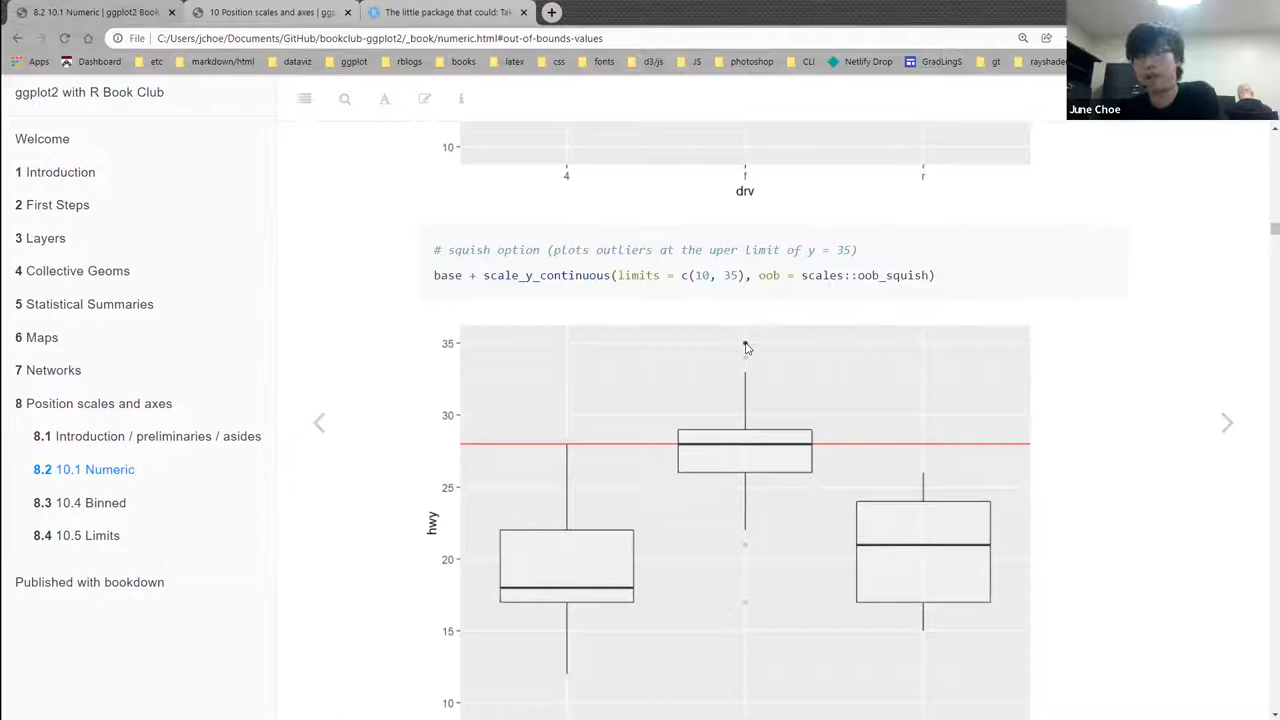 8.2 10.1 Numeric | ggplot2 Book
10 Position scales and axes | ggp
The little package that could: Tak
File
C:/Users/jchoe/Documents/GitHub/bookclub-ggplot2/_book/numeric.html#out-of-bounds-values
Apps Dashboard etc markdown/html dataviz ggplot rblogs books latex css fonts d3/js JS photoshop CLI Netlify Drop GradLingS gt rayshade
June Choe
ggplot2 with R Book Club
Welcome
1 Introduction
2 First Steps
3 Layers
4 Collective Geoms
5 Statistical Summaries
6 Maps
7 Networks
8 Position scales and axes
8.1 Introduction / preliminaries / asides
8.2 10.1 Numeric
8.3 10.4 Binned
8.4 10.5 Limits
Published with bookdown
10
4 f r
drv
# squish option (plots outliers at the uper limit of y = 35)
base + scale_y_continuous(limits = c(10, 35), oob = scales::oob_squish)
35
30
25
20
15
10
hwy